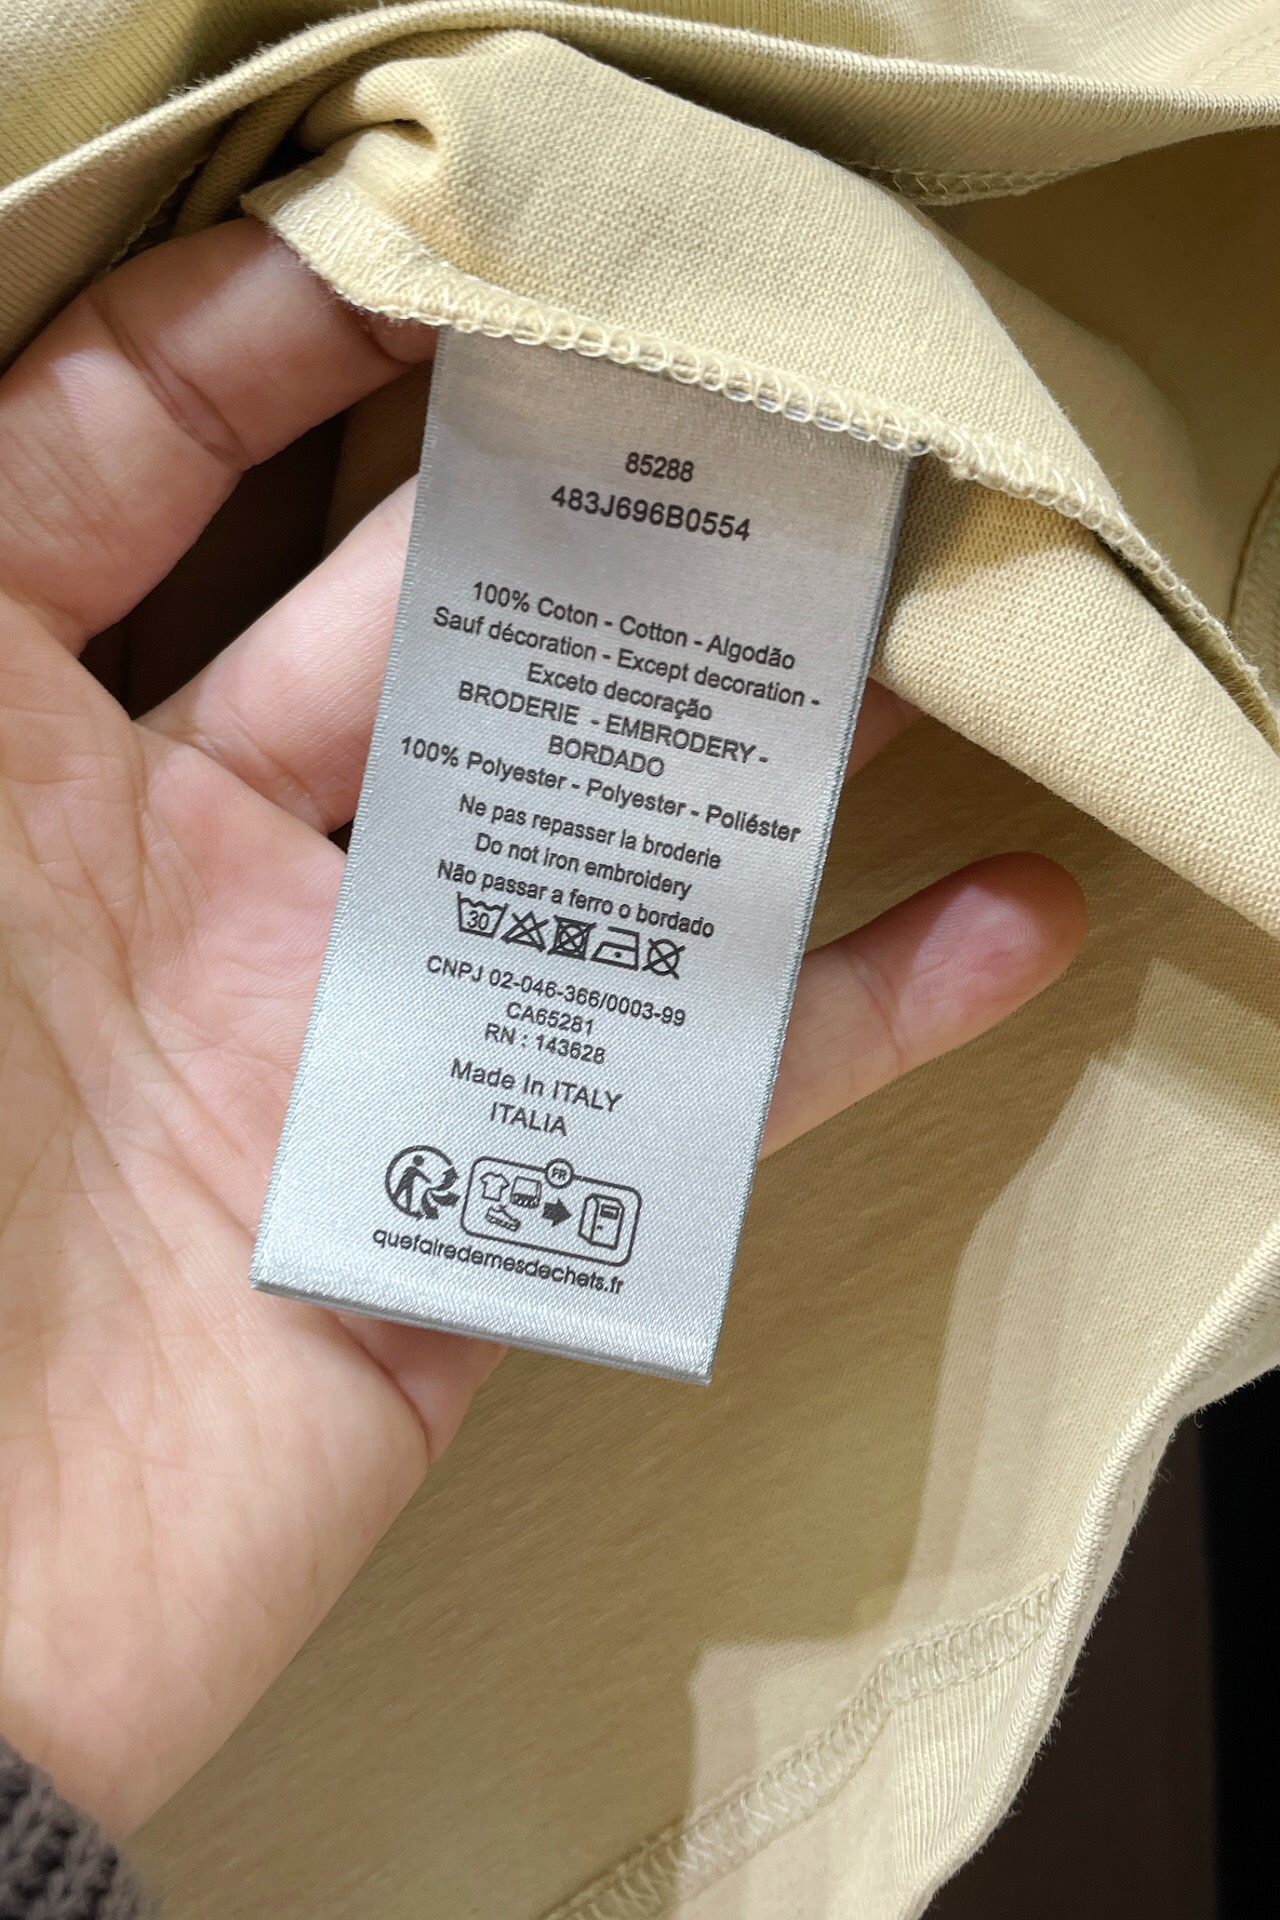 85288
483J696B0554
100% Coton - Cotton - Algodão
Sauf décoration - Except decoration -
Exceto decoração
BRODERIE - EMBRODERY -
BORDADO
100% Polyester - Polyester - Poliéster
Ne pas repasser la broderie
Do not iron embroidery
Não passar a ferro o bordado
30
CNPJ 02-046-366/0003-99
CA65281
RN : 143628
Made In ITALY
ITALIA
FR
quefairedemesdechets.fr